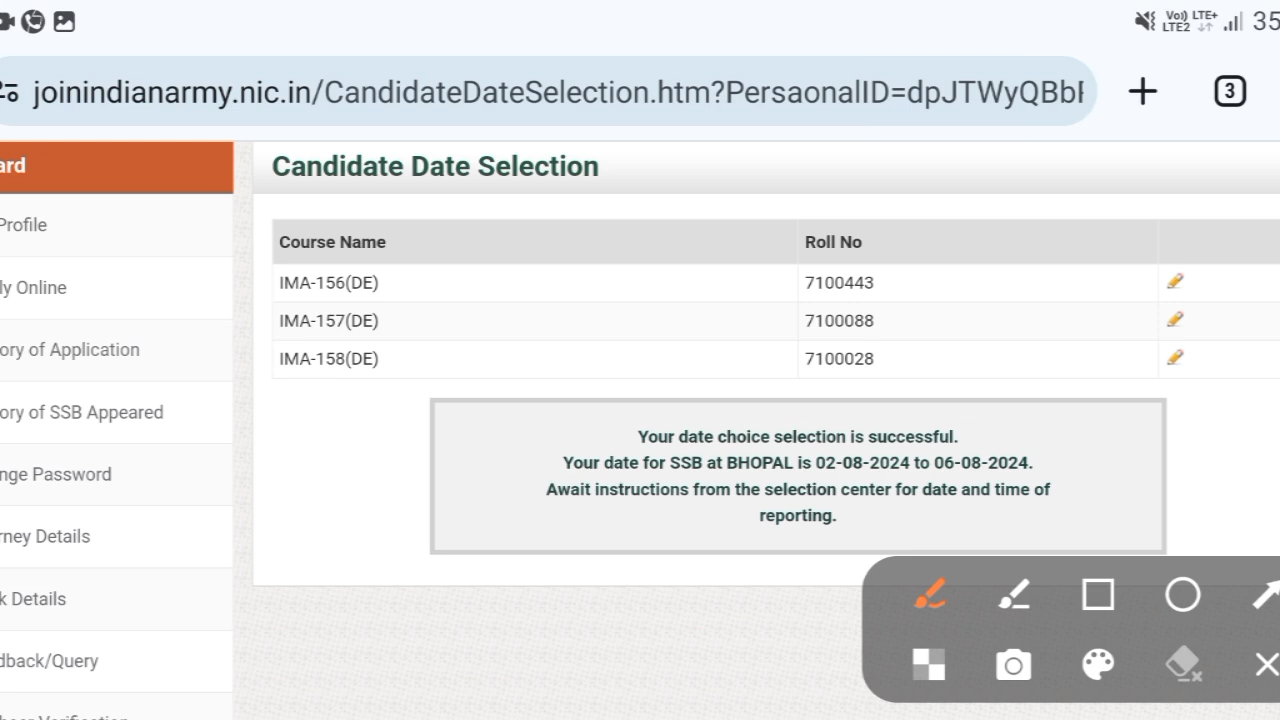 Vo)) LTE+
LTE2
35
joinindianarmy.nic.in/CandidateDateSelection.htm?PersaonalID=dpJTWyQBb
3
ard
Candidate Date Selection
Profile
Course Name Roll No
ly Online
IMA-156(DE) 7100443
IMA-157(DE) 7100088
ory of Application
IMA-158(DE) 7100028
ory of SSB Appeared
Your date choice selection is successful.
Your date for SSB at BHOPAL is 02-08-2024 to 06-08-2024.
nge Password
Await instructions from the selection center for date and time of
reporting.
rney Details
k Details
dback/Query